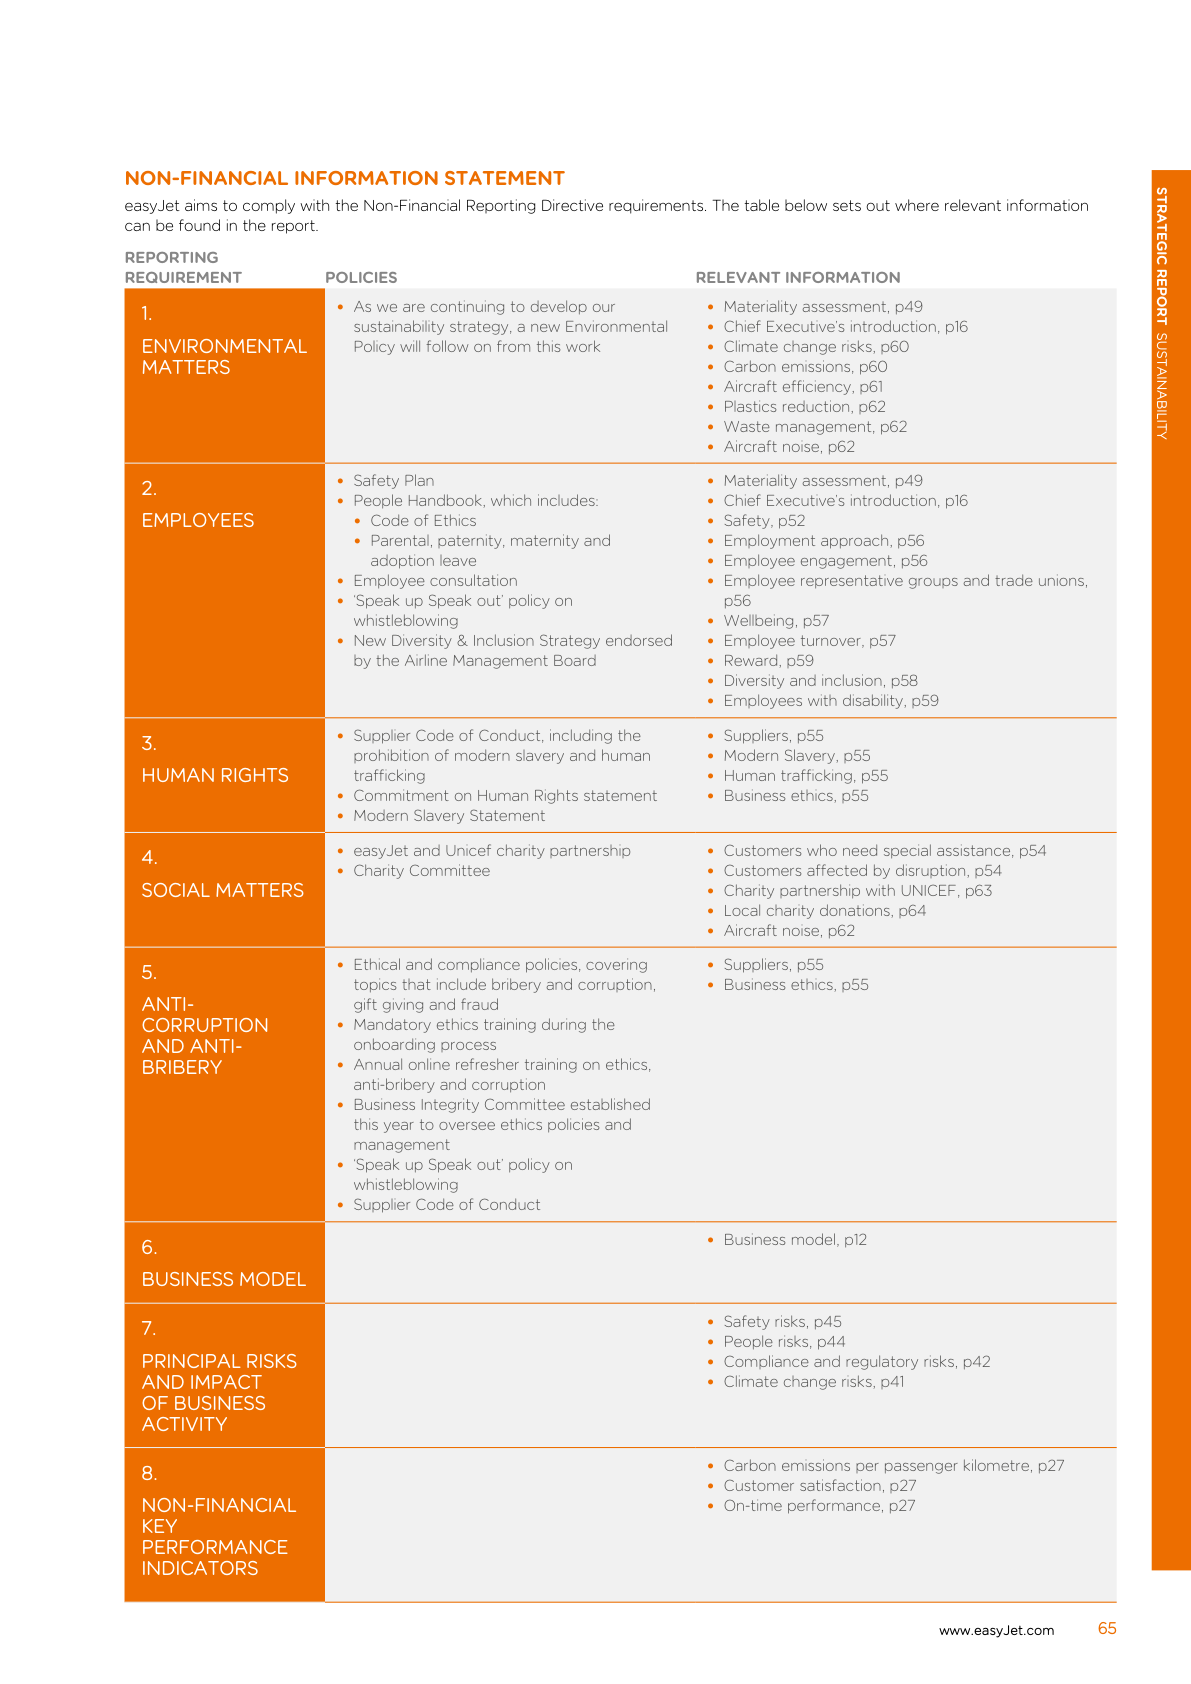 NON-FINANCIAL INFORMATION STATEMENT
easyJet aims to comply with the Non-Financial Reporting Directive requirements. The table below sets out where relevant information
can be found in the report.
REPORTING
REQUIREMENT
POLICIES
RELEVANT INFORMATION
1.
ENVIRONMENTAL
MATTERS
• As we are continuing to develop our
sustainability strategy, a new Environmental
Policy will follow on from this work
• Materiality assessment, p49
• Chief Executive's introduction, p16
• Climate change risks, p60
• Carbon emissions, p60
• Aircraft efficiency, p61
• Plastics reduction, p62
• Waste management, p62
• Aircraft noise, p62
2.
EMPLOYEES
• Safety Plan
• People Handbook, which includes:
• Code of Ethics
• Parental, paternity, maternity and
adoption leave
• Employee consultation
• 'Speak up Speak out' policy on
whistleblowing
• New Diversity & Inclusion Strategy endorsed
by the Airline Management Board
• Materiality assessment, p49
• Chief Executive's introduction, p16
• Safety, p52
• Employment approach, p56
• Employee engagement, p56
• Employee representative groups and trade unions,
p56
• Wellbeing, p57
• Employee turnover, p57
• Reward, p59
• Diversity and inclusion, p58
• Employees with disability, p59
3.
HUMAN RIGHTS
• Supplier Code of Conduct, including the
prohibition of modern slavery and human
trafficking
• Commitment on Human Rights statement
• Modern Slavery Statement
• Suppliers, p55
• Modern Slavery, p55
• Human trafficking, p55
• Business ethics, p55
4.
SOCIAL MATTERS
• easyJet and Unicef charity partnership
• Charity Committee
• Customers who need special assistance, p54
• Customers affected by disruption, p54
• Charity partnership with UNICEF, p63
• Local charity donations, p64
• Aircraft noise, p62
5.
ANTI-
CORRUPTION
AND ANTI-
BRIBERY
• Ethical and compliance policies, covering
topics that include bribery and corruption,
gift giving and fraud
• Mandatory ethics training during the
onboarding process
• Annual online refresher training on ethics,
anti-bribery and corruption
• Business Integrity Committee established
this year to oversee ethics policies and
management
• 'Speak up Speak out' policy on
whistleblowing
• Supplier Code of Conduct
• Suppliers, p55
• Business ethics, p55
6.
BUSINESS MODEL
• Business model, p12
7.
PRINCIPAL RISKS
AND IMPACT
OF BUSINESS
ACTIVITY
• Safety risks, p45
• People risks, p44
• Compliance and regulatory risks, p42
• Climate change risks, p41
8.
NON-FINANCIAL
KEY
PERFORMANCE
INDICATORS
• Carbon emissions per passenger kilometre, p27
• Customer satisfaction, p27
• On-time performance, p27
STRATEGIC REPORT SUSTAINABILITY
www.easyJet.com 65